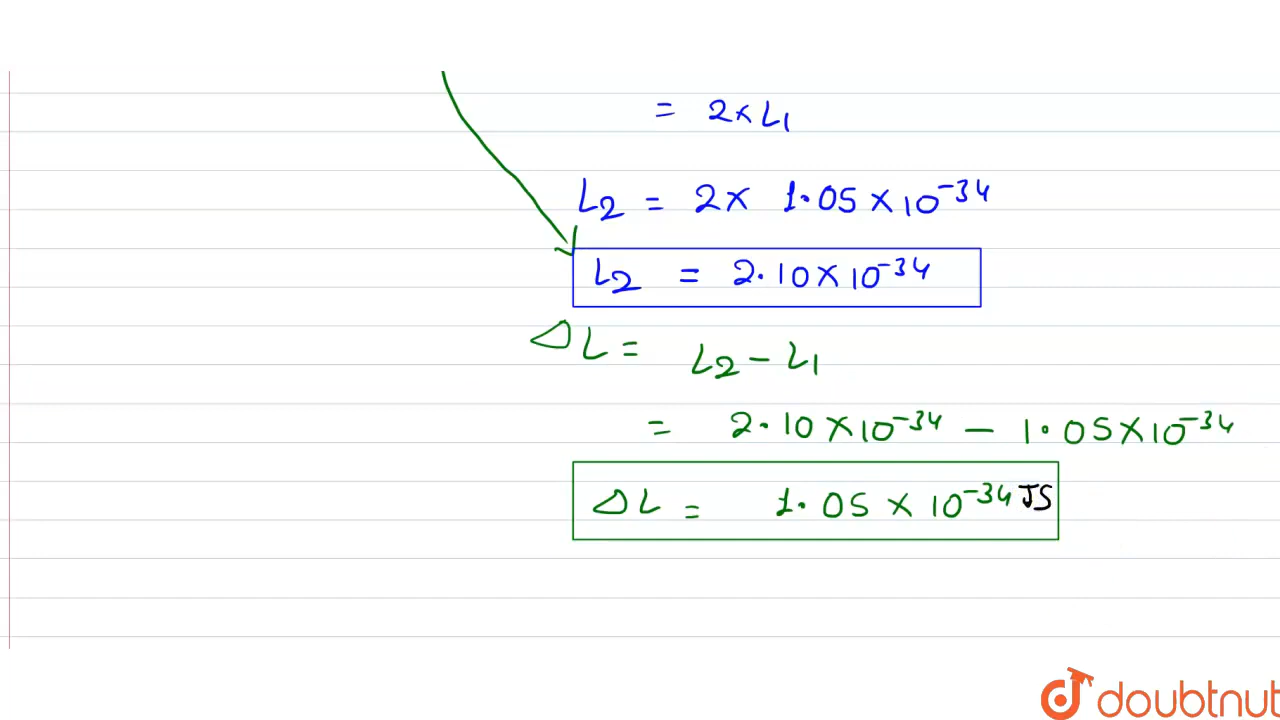 = 2×L₁
L₂ = 2× 1.05×10⁻³⁴
L₂ = 2.10×10⁻³⁴
ΔL = L₂-L₁
= 2.10×10⁻³⁴ - 1.05×10⁻³⁴
ΔL = 1.05×10⁻³⁴ JS
doubtnut